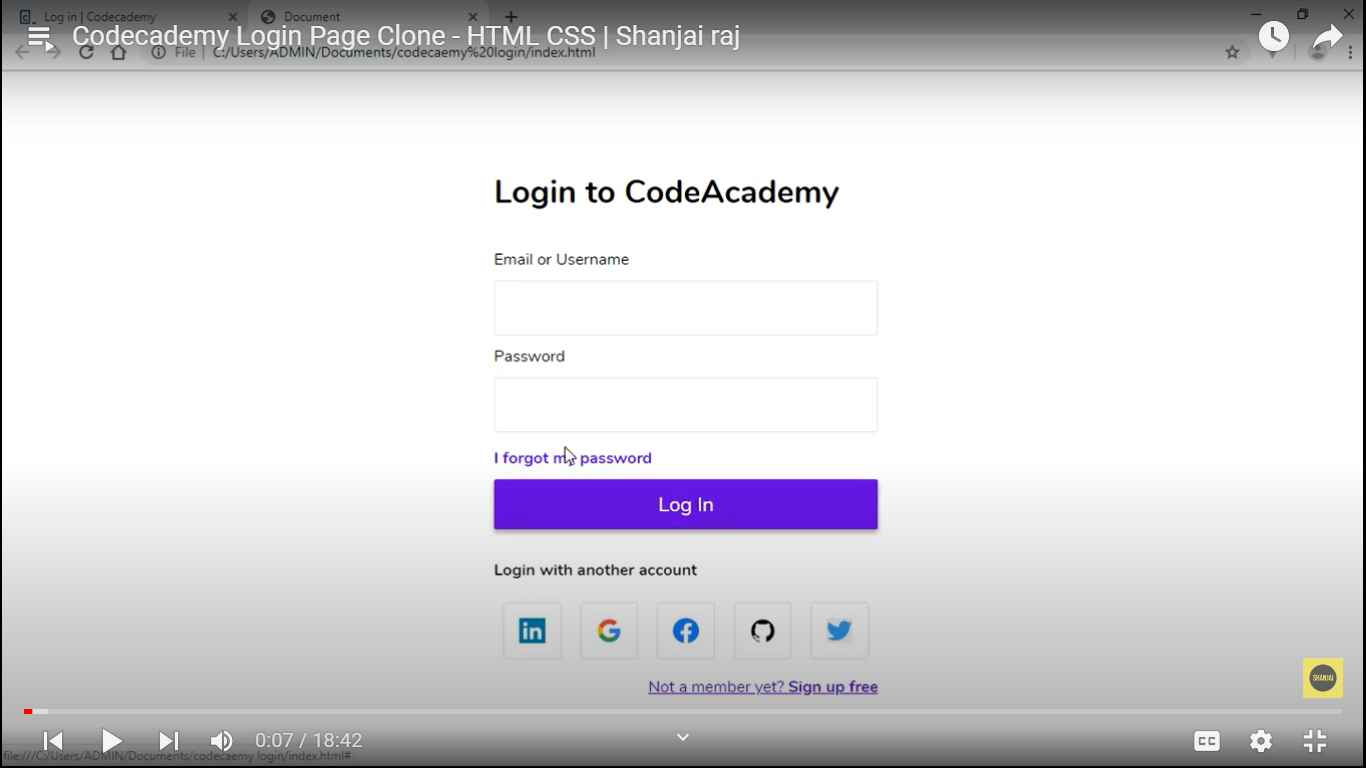 Log in | Codecademy
Document
Codecademy Login Page Clone - HTML CSS | Shanjai raj
File | C:/Users/ADMIN/Documents/codecaemy%20login/index.html
Login to CodeAcademy
Email or Username
Password
I forgot my password
Log In
Login with another account
in
G
Not a member yet? Sign up free
SHANJAI
0:07 / 18:42
CC
file:///C:/Users/ADMIN/Documents/codecaemy login/index.html#